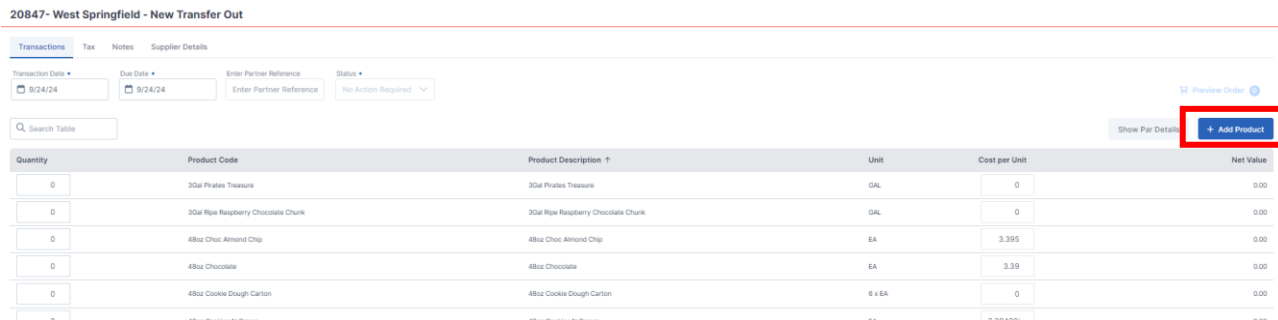 20847- West Springfield - New Transfer Out
Transactions Tax Notes Supplier Details
Transaction Date • Due Date • Enter Partner Reference Status •
9/24/24 9/24/24 Enter Partner Reference No Action Required
Preview Order 0
Search Table Show Par Details + Add Product
Quantity Product Code Product Description ↑ Unit Cost per Unit Net Value
0 3Gal Pirates Treasure 3Gal Pirates Treasure GAL 0 0.00
0 3Gal Ripe Raspberry Chocolate Chunk 3Gal Ripe Raspberry Chocolate Chunk GAL 0 0.00
0 48oz Choc Almond Chip 48oz Choc Almond Chip EA 3.395 0.00
0 48oz Chocolate 48oz Chocolate EA 3.39 0.00
0 48oz Cookie Dough Carton 48oz Cookie Dough Carton 6 x EA 0 0.00